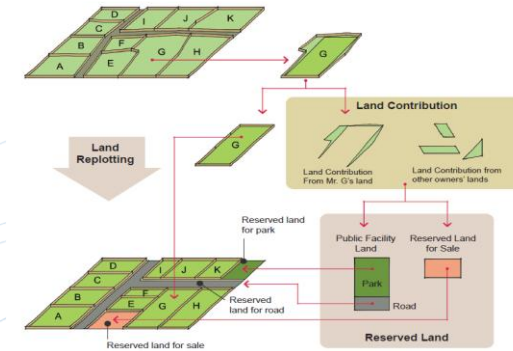 D
C
B
A
I
J
K
F
E
G
H
G
Land Contribution
Land Contribution
From Mr. G's land
Land Contribution from
other owners' lands
Land
Replotting
G
Reserved land
for park
Public Facility
Land
Reserved Land
for Sale
Park
Road
Reserved Land
D
C
B
A
I
J
K
F
E
G
H
Reserved
land for road
Reserved land for sale